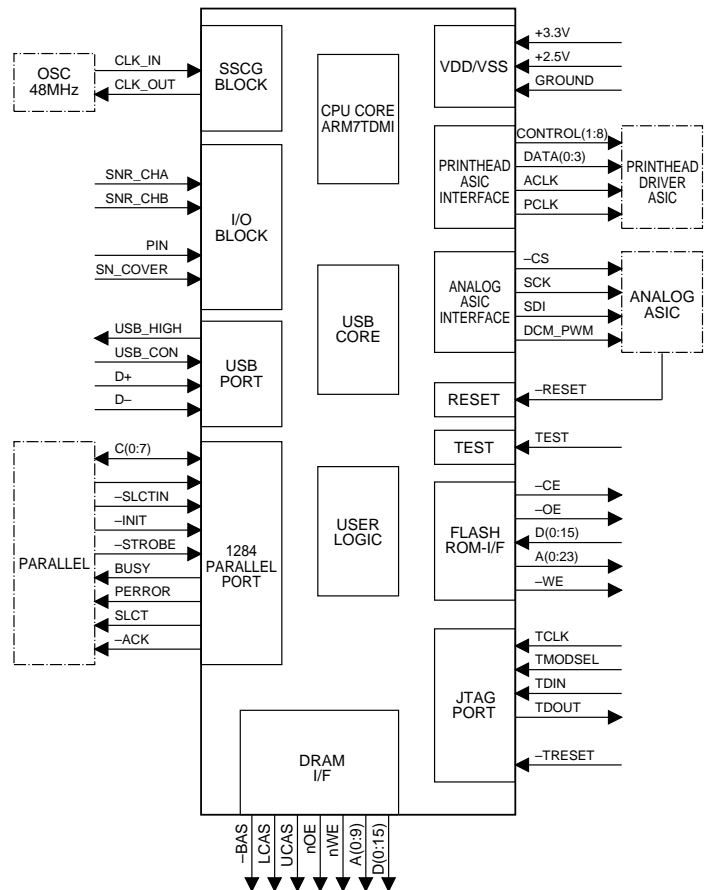 OSC
48MHz
CLK_IN
CLK_OUT
SSCG
BLOCK
CPU CORE
ARM7TDMI
VDD/VSS
+3.3V
+2.5V
GROUND
SNR_CHA
SNR_CHB
PIN
SN_COVER
I/O
BLOCK
PRINTHEAD
ASIC
INTERFACE
CONTROL(1:8)
DATA(0:3)
ACLK
PCLK
PRINTHEAD
DRIVER
ASIC
USB_HIGH
USB_CON
D+
D–
USB
PORT
USB
CORE
ANALOG
ASIC
INTERFACE
–CS
SCK
SDI
DCM_PWM
ANALOG
ASIC
RESET
–RESET
TEST
TEST
PARALLEL
C(0:7)
–SLCTIN
–INIT
–STROBE
BUSY
PERROR
SLCT
–ACK
1284
PARALLEL
PORT
USER
LOGIC
FLASH
ROM-I/F
–CE
–OE
D(0:15)
A(0:23)
–WE
JTAG
PORT
TCLK
TMODSEL
TDIN
TDOUT
–TRESET
DRAM
I/F
–BAS
LCAS
UCAS
nOE
nWE
A(0:9)
D(0:15)